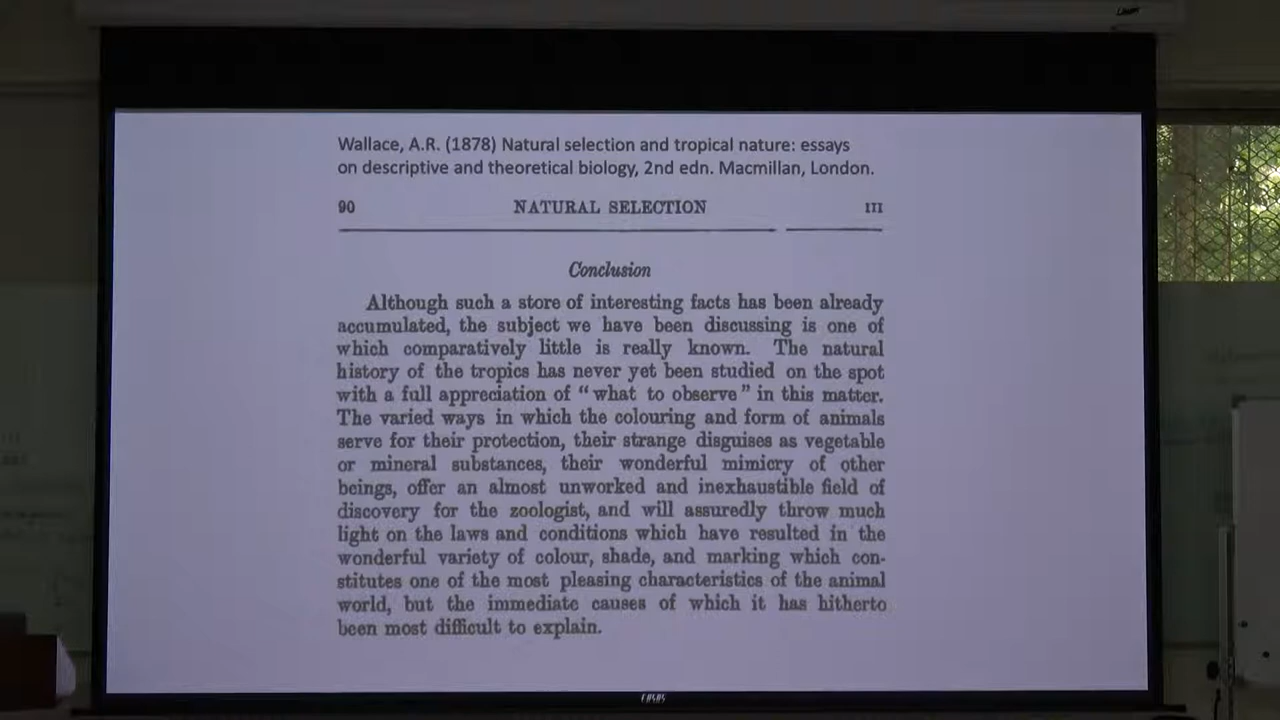 Wallace, A.R. (1878) Natural selection and tropical nature: essays
on descriptive and theoretical biology, 2nd edn. Macmillan, London.
90 NATURAL SELECTION III
Conclusion
Although such a store of interesting facts has been already
accumulated, the subject we have been discussing is one of
which comparatively little is really known. The natural
history of the tropics has never yet been studied on the spot
with a full appreciation of “what to observe” in this matter.
The varied ways in which the colouring and form of animals
serve for their protection, their strange disguises as vegetable
or mineral substances, their wonderful mimicry of other
beings, offer an almost unworked and inexhaustible field of
discovery for the zoologist, and will assuredly throw much
light on the laws and conditions which have resulted in the
wonderful variety of colour, shade, and marking which con-
stitutes one of the most pleasing characteristics of the animal
world, but the immediate causes of which it has hitherto
been most difficult to explain.